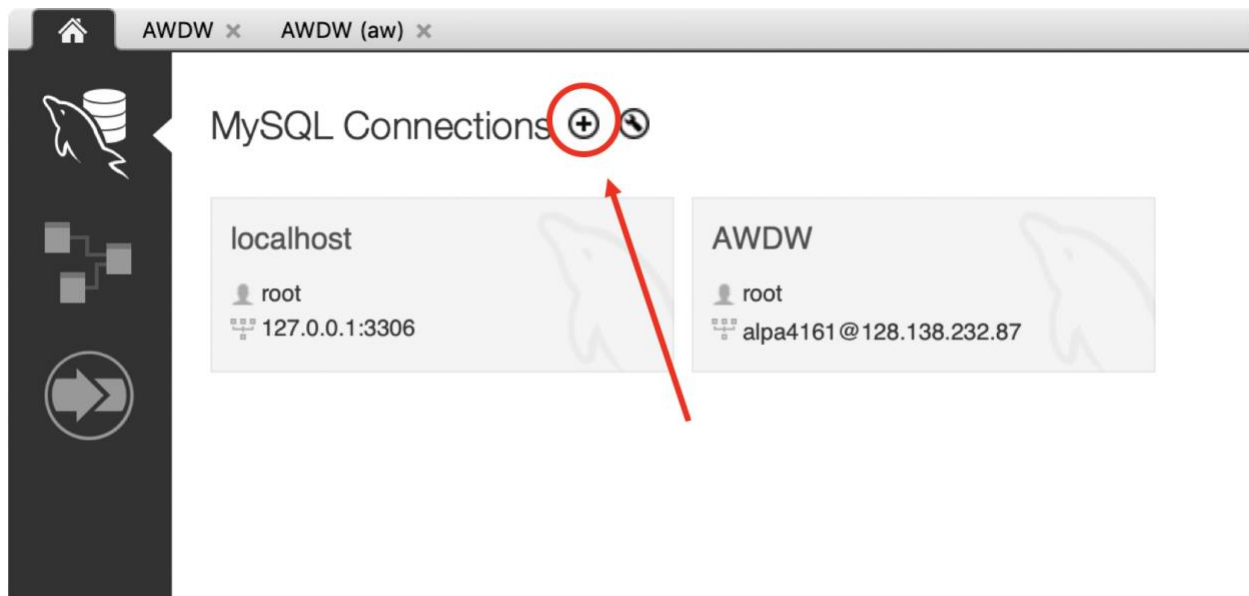 AWDW
AWDW (aw)
MySQL Connections
localhost
root
127.0.0.1:3306
AWDW
root
alpa4161@128.138.232.87